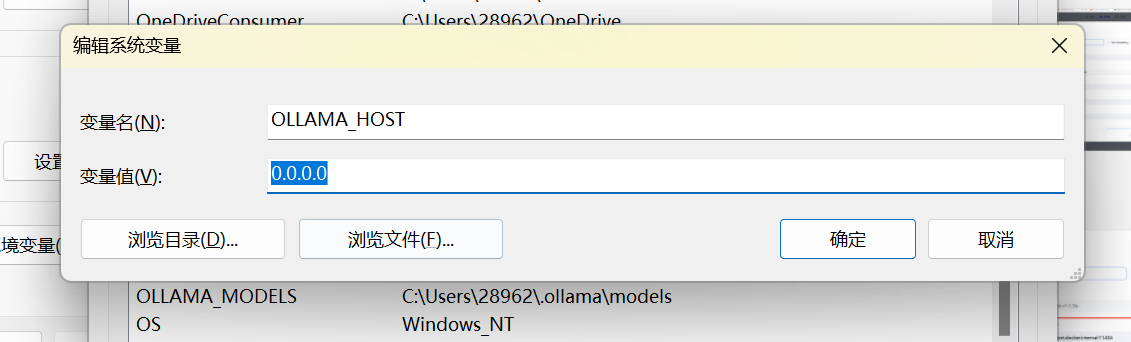 OneDriveConsumer C:\Users\28962\OneDrive
编辑系统变量
变量名(N):
OLLAMA_HOST
设置
变量值(V):
0.0.0.0
浏览目录(D)...
浏览文件(F)...
确定
取消
境变量(
OLLAMA_MODELS C:\Users\28962\.ollama\models
OS Windows_NT